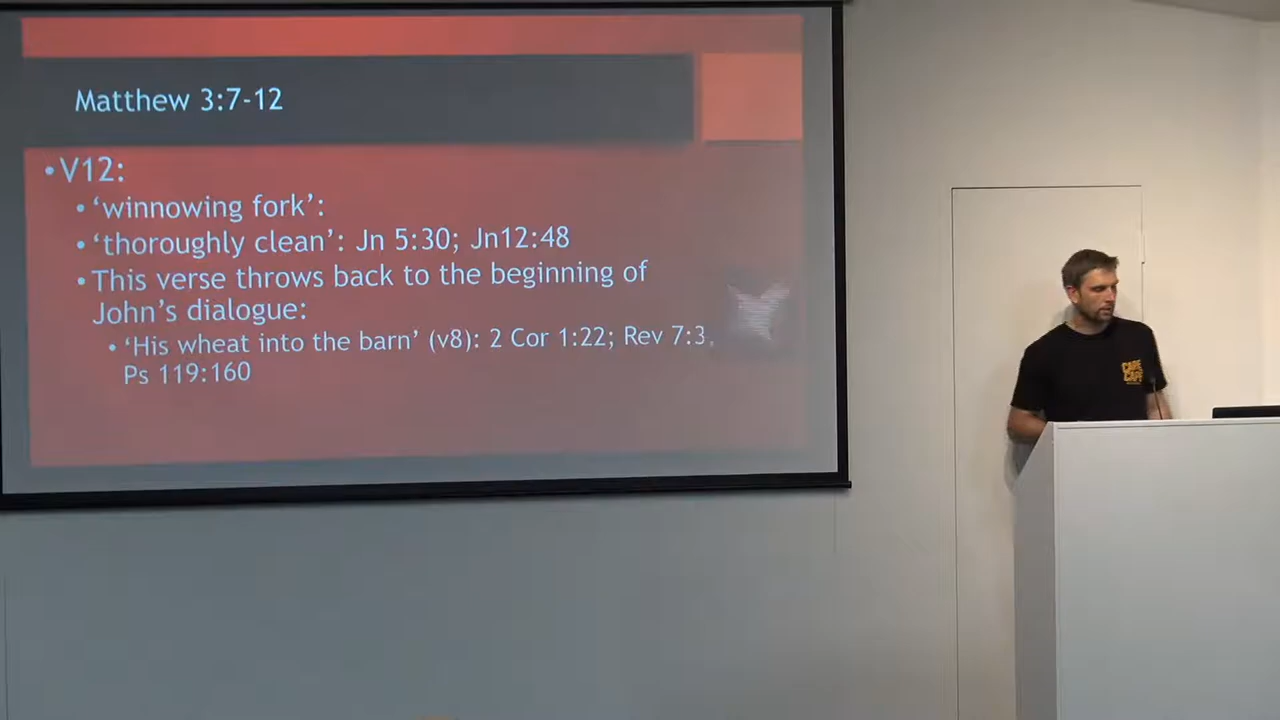 Matthew 3:7-12
•V12:
•‘winnowing fork’:
•‘thoroughly clean’: Jn 5:30; Jn12:48
•This verse throws back to the beginning of
John’s dialogue:
•‘His wheat into the barn’ (v8): 2 Cor 1:22; Rev 7:3,
Ps 119:160
CAFE